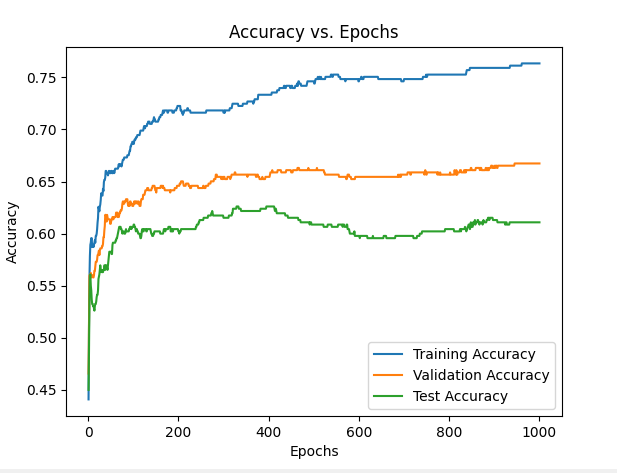 Accuracy vs. Epochs
Accuracy
0.75
0.70
0.65
0.60
0.55
0.50
0.45
0
200
400
600
800
1000
Epochs
Training Accuracy
Validation Accuracy
Test Accuracy